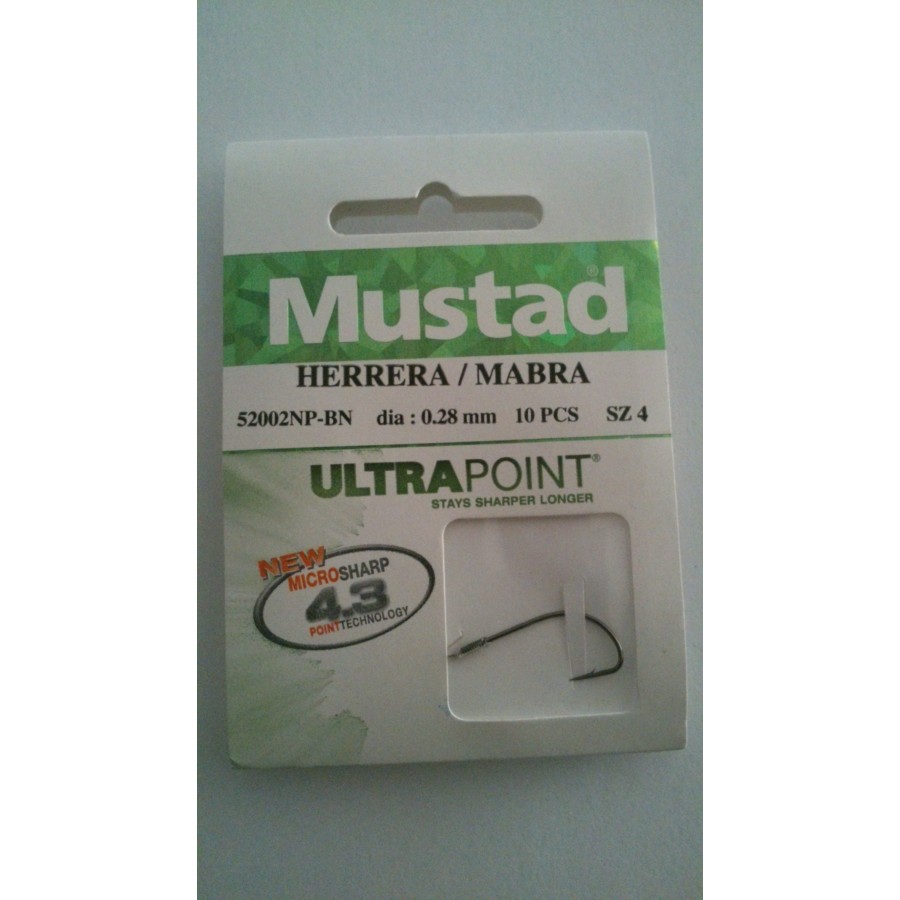 Mustad®
HERRERA / MABRA
52002NP-BN dia : 0.28 mm 10 PCS SZ 4
ULTRAPOINT®
STAYS SHARPER LONGER
NEW
MICROSHARP
4.3
POINTTECHNOLOGY